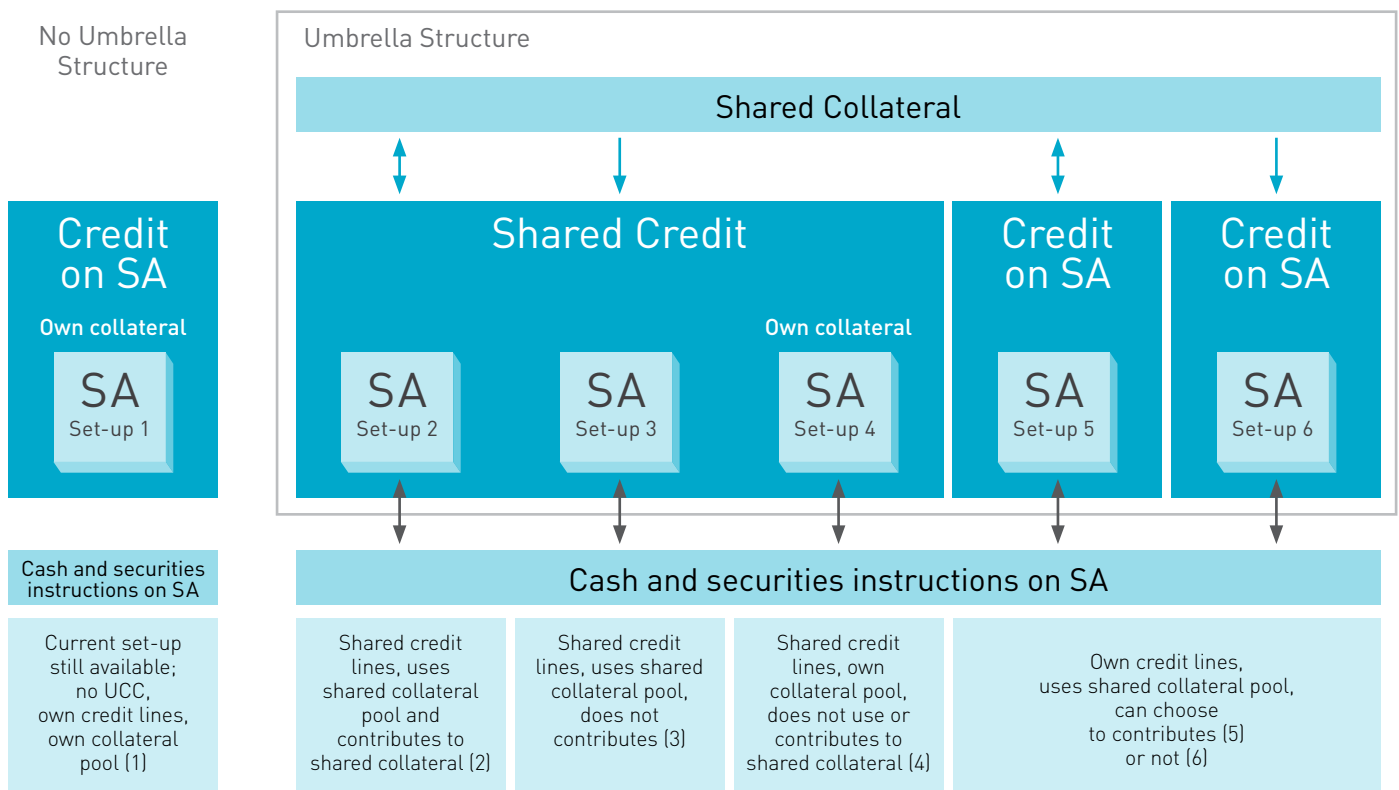 No Umbrella
Structure
Umbrella Structure
Shared Collateral
Credit
on SA
Own collateral
SA
Set-up 1
Shared Credit
SA
Set-up 2
SA
Set-up 3
Own collateral
SA
Set-up 4
Credit
on SA
SA
Set-up 5
Credit
on SA
SA
Set-up 6
Cash and securities
instructions on SA
Cash and securities instructions on SA
Current set-up
still available;
no UCC,
own credit lines,
own collateral
pool (1)
Shared credit
lines, uses
shared collateral
pool and
contributes to
shared collateral (2)
Shared credit
lines, uses shared
collateral pool,
does not
contributes (3)
Shared credit
lines, own
collateral pool,
does not use or
contributes to
shared collateral (4)
Own credit lines,
uses shared collateral pool,
can choose
to contributes (5)
or not (6)